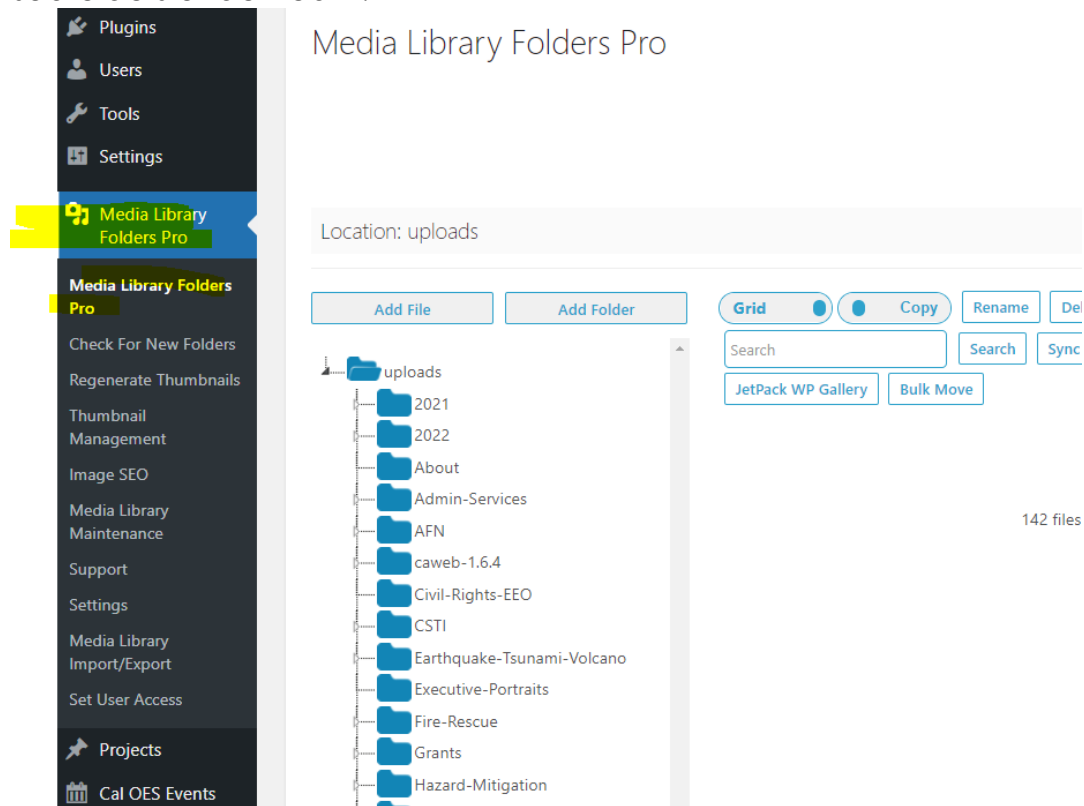 Plugins
Users
Tools
Settings
Media Library
Folders Pro
Media Library Folders
Pro
Check For New Folders
Regenerate Thumbnails
Thumbnail
Management
Image SEO
Media Library
Maintenance
Support
Settings
Media Library
Import/Export
Set User Access
Projects
Cal OES Events
Media Library Folders Pro
Location: uploads
Add File
Add Folder
uploads
2021
2022
About
Admin-Services
AFN
caweb-1.6.4
Civil-Rights-EEO
CSTI
Earthquake-Tsunami-Volcano
Executive-Portraits
Fire-Rescue
Grants
Hazard-Mitigation
Grid
Copy
Rename
Search
Search
Sync
JetPack WP Gallery
Bulk Move
142 files